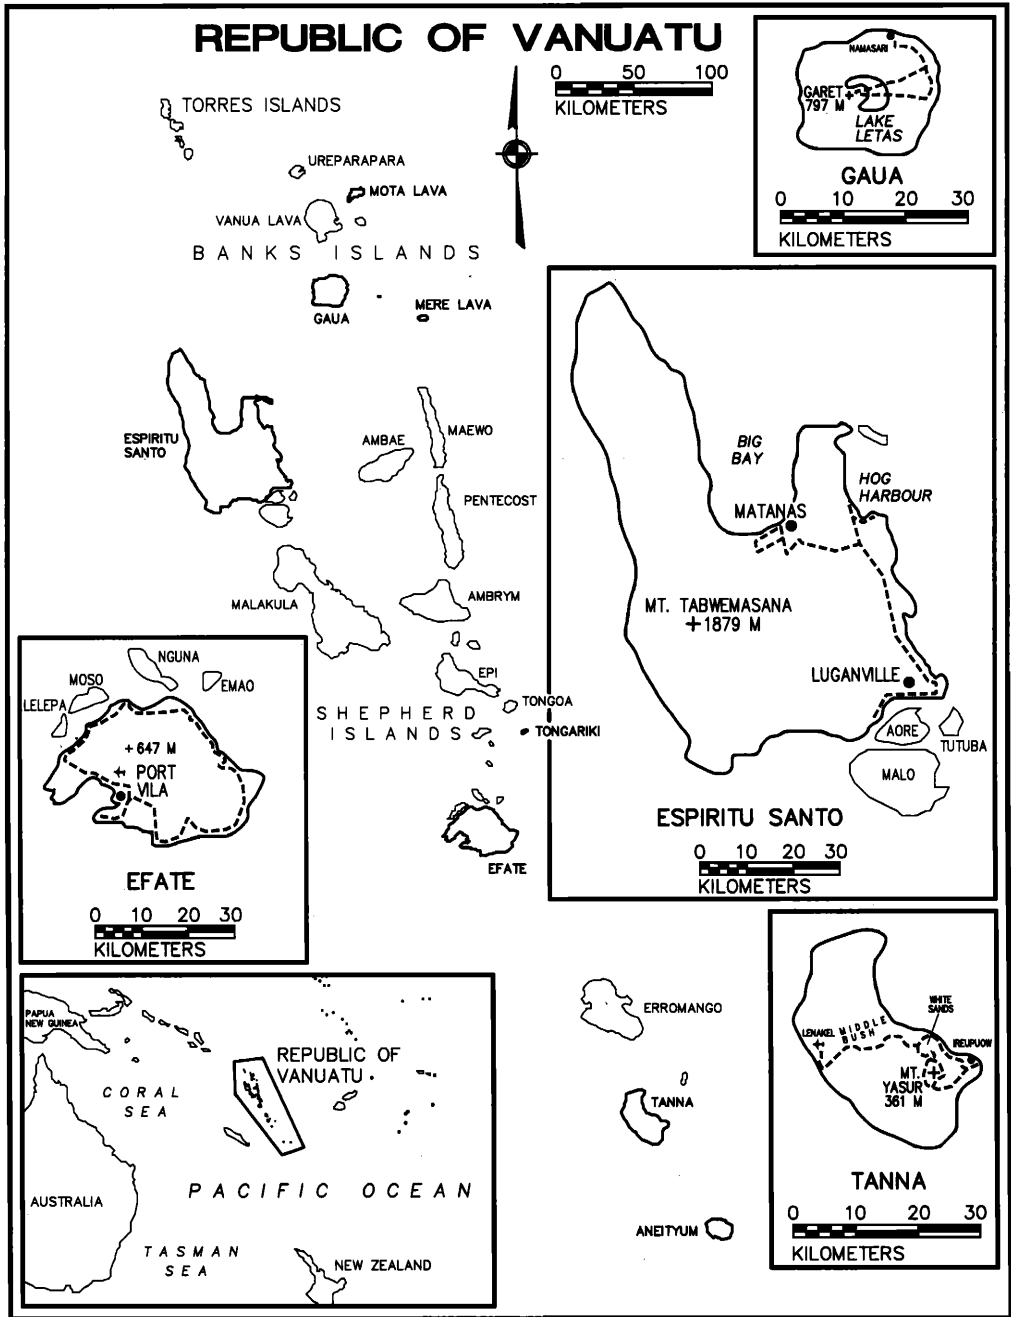 REPUBLIC OF VANUATU
0 50 100
KILOMETERS
TORRES ISLANDS
UREPARAPARA
MOTA LAVA
VANUA LAVA
BANKS ISLANDS
GAUA
MERE LAVA
ESPIRITU
SANTO
AMBAE
MAEWO
PENTECOST
MALAKULA
AMBRYM
EPI
TONGOA
SHEPHERD
ISLANDS
TONGARIKI
EFATE
ERROMANGO
TANNA
ANEITYUM
NAMASARI
GARET
797 M
LAKE
LETAS
GAUA
0 10 20 30
KILOMETERS
BIG
BAY
HOG
HARBOUR
MATANAS
MT. TABWEMASANA
+1879 M
LUGANVILLE
AORE
TUTUBA
MALO
ESPIRITU SANTO
0 10 20 30
KILOMETERS
NGUNA
MOSO
EMAO
LELEPA
+647 M
PORT
VILA
EFATE
0 10 20 30
KILOMETERS
PAPUA
NEW GUINEA
REPUBLIC OF
VANUATU
CORAL
SEA
PACIFIC OCEAN
AUSTRALIA
TASMAN
SEA
NEW ZEALAND
WHITE
SANDS
LENAKEL
MIDDLE
BUSH
IREUPUOW
MT.
YASUR
361 M
TANNA
0 10 20 30
KILOMETERS